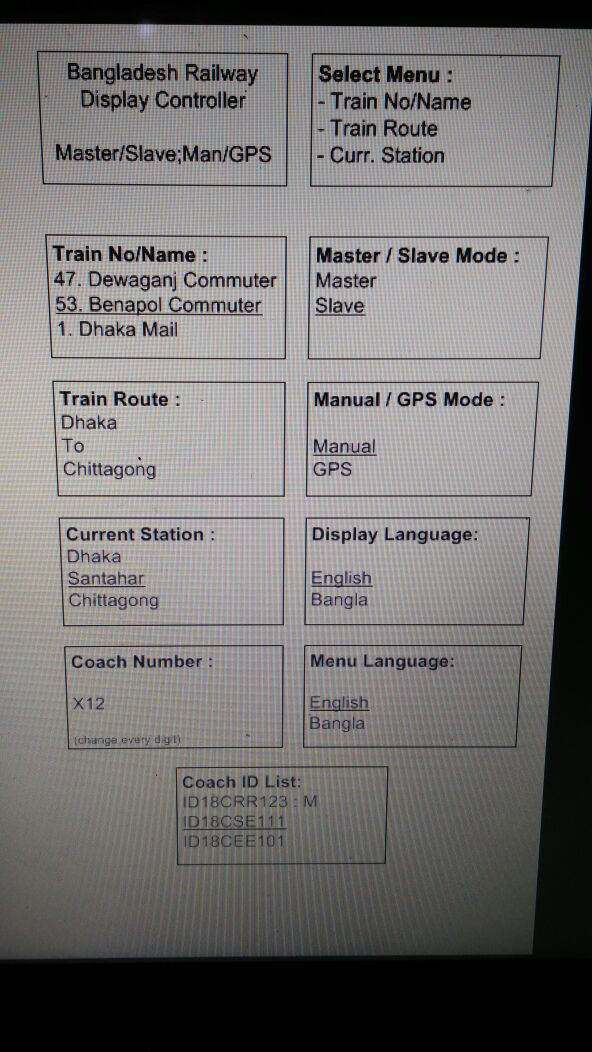 Bangladesh Railway
Display Controller
Master/Slave;Man/GPS
Select Menu :
- Train No/Name
- Train Route
- Curr. Station
Train No/Name :
47. Dewaganj Commuter
53. Benapol Commuter
1. Dhaka Mail
Master / Slave Mode :
Master
Slave
Train Route :
Dhaka
To
Chittagong
Manual / GPS Mode :
Manual
GPS
Current Station :
Dhaka
Santahar
Chittagong
Display Language:
English
Bangla
Coach Number :
X12
(change every digit)
Menu Language:
English
Bangla
Coach ID List:
ID18CRR123 : M
ID18CSE111
ID18CEE101